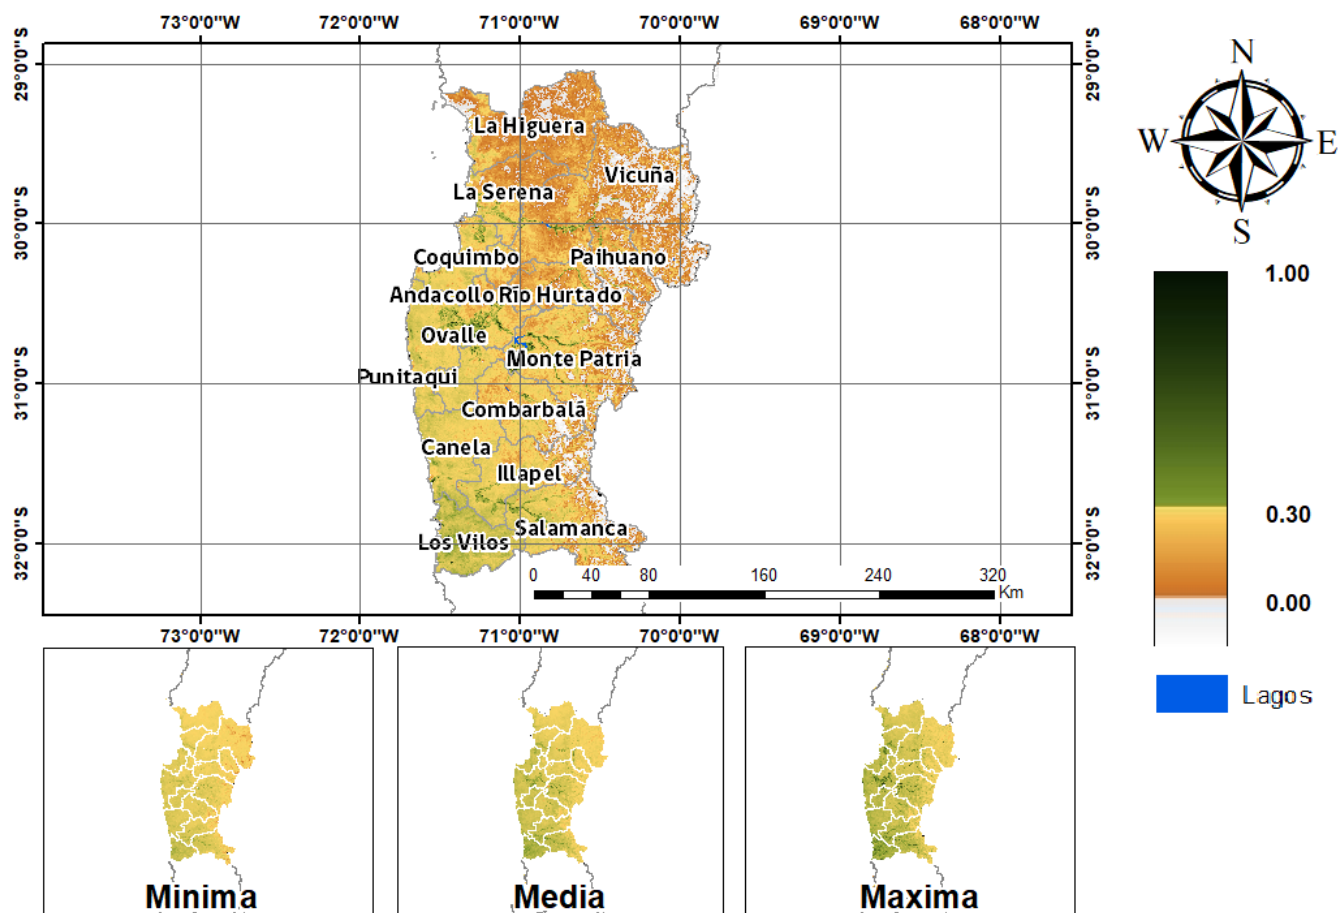 73°0'0"W 72°0'0"W 71°0'0"W 70°0'0"W 69°0'0"W 68°0'0"W
29°0'0"S
29°0'0"S
30°0'0"S
30°0'0"S
31°0'0"S
31°0'0"S
32°0'0"S
32°0'0"S
La Higuera
Vicuña
La Serena
Coquimbo
Paihuano
Andacollo
Río Hurtado
Ovalle
Monte Patria
Punitaqui
Combarbalá
Canela
Illapel
Salamanca
Los Vilos
0 40 80 160 240 320
Km
73°0'0"W 72°0'0"W 71°0'0"W 70°0'0"W 69°0'0"W 68°0'0"W
N
W E
S
1.00
0.30
0.00
Lagos
Minima
Media
Maxima